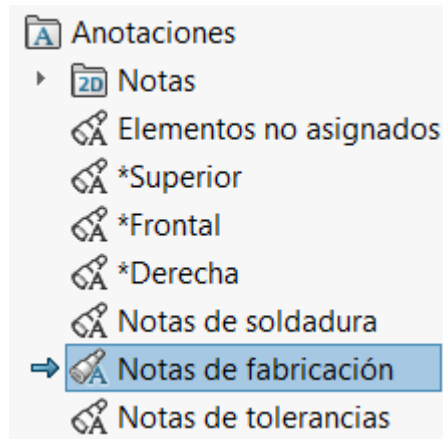 Anotaciones
Notas
Elementos no asignados
*Superior
*Frontal
*Derecha
Notas de soldadura
Notas de fabricación
Notas de tolerancias